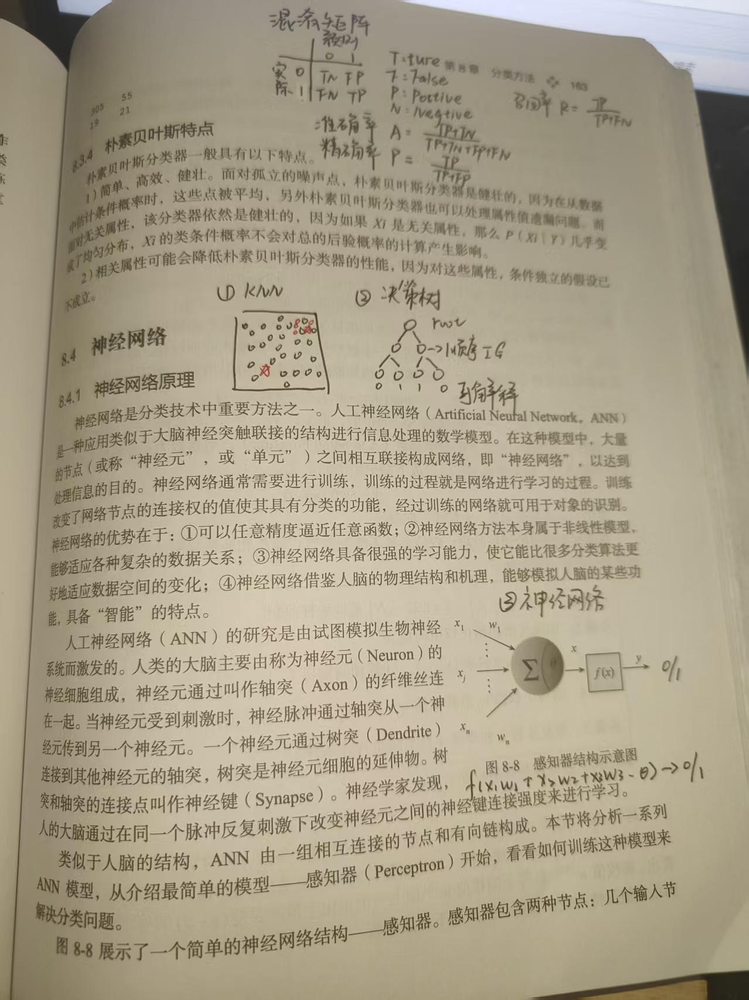 混淆矩阵
预测
0 1
实际 0 TN FP
1 FN TP
T:ture
F:False
P:Postive
N:Negtive
第8章 分类方法 163
召回率 R = TP / TP+FN
准确率 A = TP+TN / TP+TN+FP+FN
精确率 P = TP / TP+FP
305 55
19 21
8.3.4 朴素贝叶斯特点
朴素贝叶斯分类器一般具有以下特点。
1)简单、高效、健壮。面对孤立的噪声点，朴素贝叶斯分类器是健壮的，因为在从数据
中估计条件概率时，这些点被平均，另外朴素贝叶斯分类器也可以处理属性值遗漏问题。而
面对无关属性，该分类器依然是健壮的，因为如果 Xi 是无关属性，那么 P(Xi|Y)几乎变
成了均匀分布，Xi 的类条件概率不会对总的后验概率的计算产生影响。
2)相关属性可能会降低朴素贝叶斯分类器的性能，因为对这些属性，条件独立的假设已
不成立。
① KNN
② 决策树
root
→顺序 IG
0 1 1 0
可解释
8.4 神经网络
8.4.1 神经网络原理
神经网络是分类技术中重要方法之一。人工神经网络（Artificial Neural Network，ANN）
是一种应用类似于大脑神经突触联接的结构进行信息处理的数学模型。在这种模型中，大量
的节点（或称“神经元”，或“单元”）之间相互联接构成网络，即“神经网络”，以达到
处理信息的目的。神经网络通常需要进行训练，训练的过程就是网络进行学习的过程。训练
改变了网络节点的连接权的值使其具有分类的功能，经过训练的网络就可用于对象的识别。
神经网络的优势在于：①可以任意精度逼近任意函数；②神经网络方法本身属于非线性模型，
能够适应各种复杂的数据关系；③神经网络具备很强的学习能力，使它能比很多分类算法更
好地适应数据空间的变化；④神经网络借鉴人脑的物理结构和机理，能够模拟人脑的某些功
能，具备“智能”的特点。
③神经网络
人工神经网络（ANN）的研究是由试图模拟生物神经
系统而激发的。人类的大脑主要由称为神经元（Neuron）的
神经细胞组成，神经元通过叫作轴突（Axon）的纤维丝连
在一起。当神经元受到刺激时，神经脉冲通过轴突从一个神
经元传到另一个神经元。一个神经元通过树突（Dendrite）
连接到其他神经元的轴突，树突是神经元细胞的延伸物。树
突和轴突的连接点叫作神经键（Synapse）。神经学家发现，
人的大脑通过在同一个脉冲反复刺激下改变神经元之间的神经键连接强度来进行学习。
x1 w1
⋮
xj Σ θ x f(x) y 0/1
⋮
xn wn
图 8-8 感知器结构示意图
f(x1w1+x2w2+x3w3-θ)→0/1
类似于人脑的结构，ANN 由一组相互连接的节点和有向链构成。本节将分析一系列
ANN 模型，从介绍最简单的模型——感知器（Perceptron）开始，看看如何训练这种模型来
解决分类问题。
图 8-8 展示了一个简单的神经网络结构——感知器。感知器包含两种节点：几个输入节